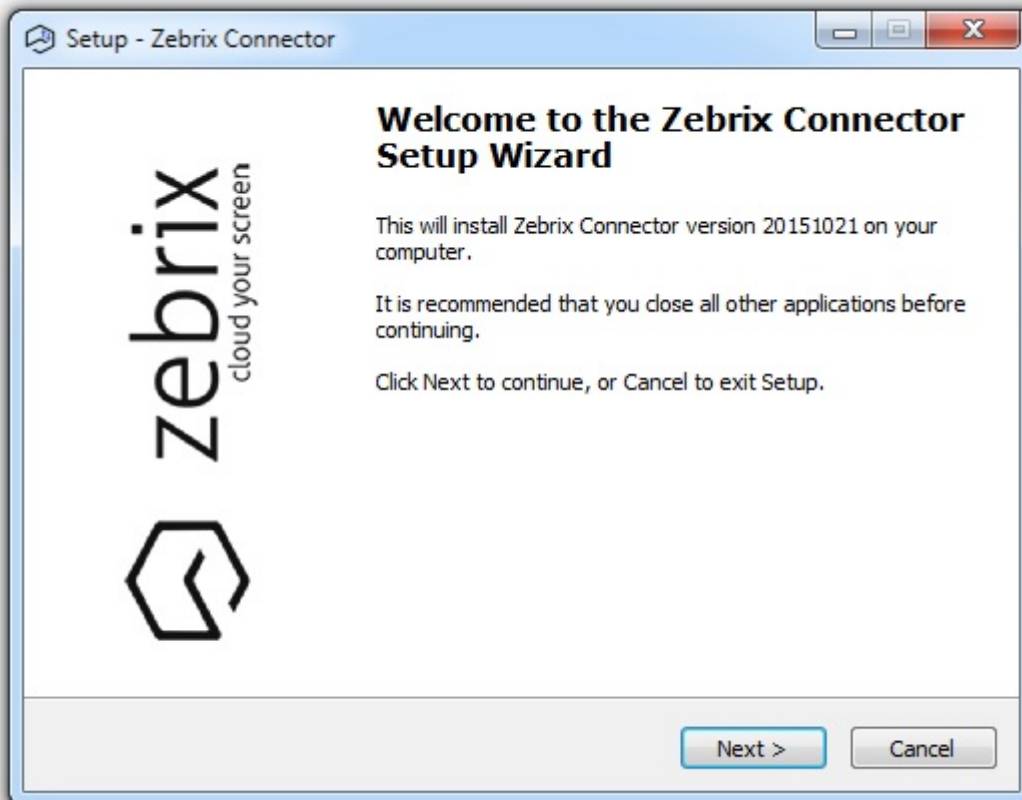 Setup - Zebrix Connector
zebrix
cloud your screen
Welcome to the Zebrix Connector
Setup Wizard
This will install Zebrix Connector version 20151021 on your
computer.
It is recommended that you close all other applications before
continuing.
Click Next to continue, or Cancel to exit Setup.
Next >
Cancel